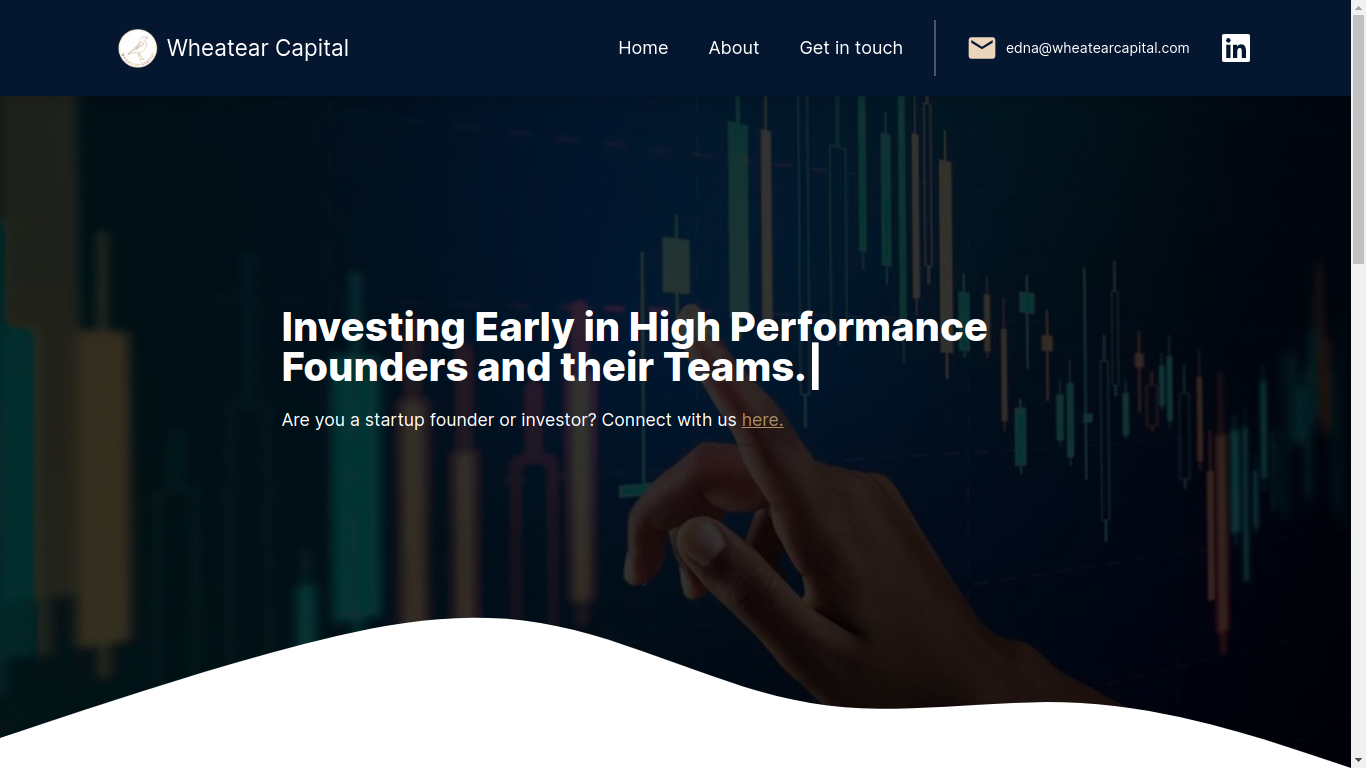 Wheatear Capital
Home
About
Get in touch
edna@wheatearcapital.com
in
Investing Early in High Performance
Founders and their Teams.
Are you a startup founder or investor? Connect with us here.